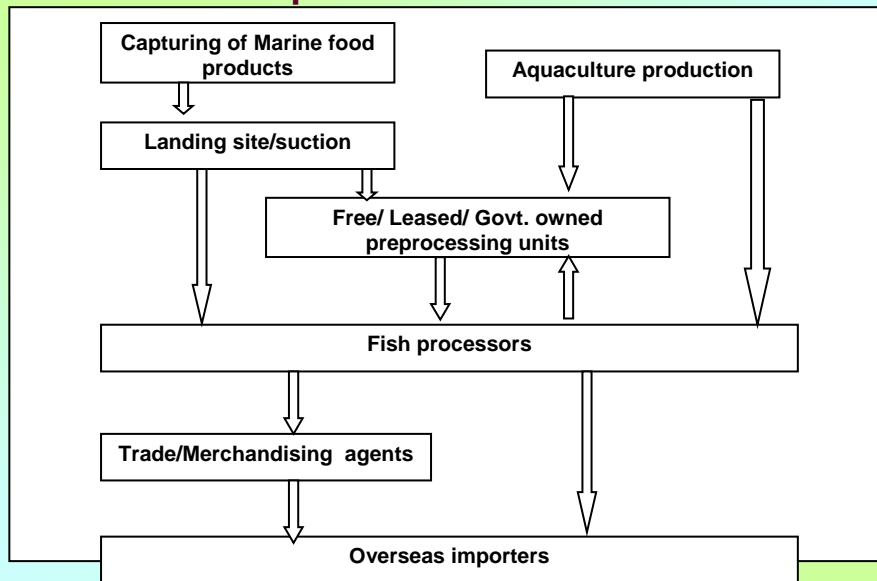 Capturing of Marine food
products
Aquaculture production
Landing site/suction
Free/ Leased/ Govt. owned
preprocessing units
Fish processors
Trade/Merchandising agents
Overseas importers